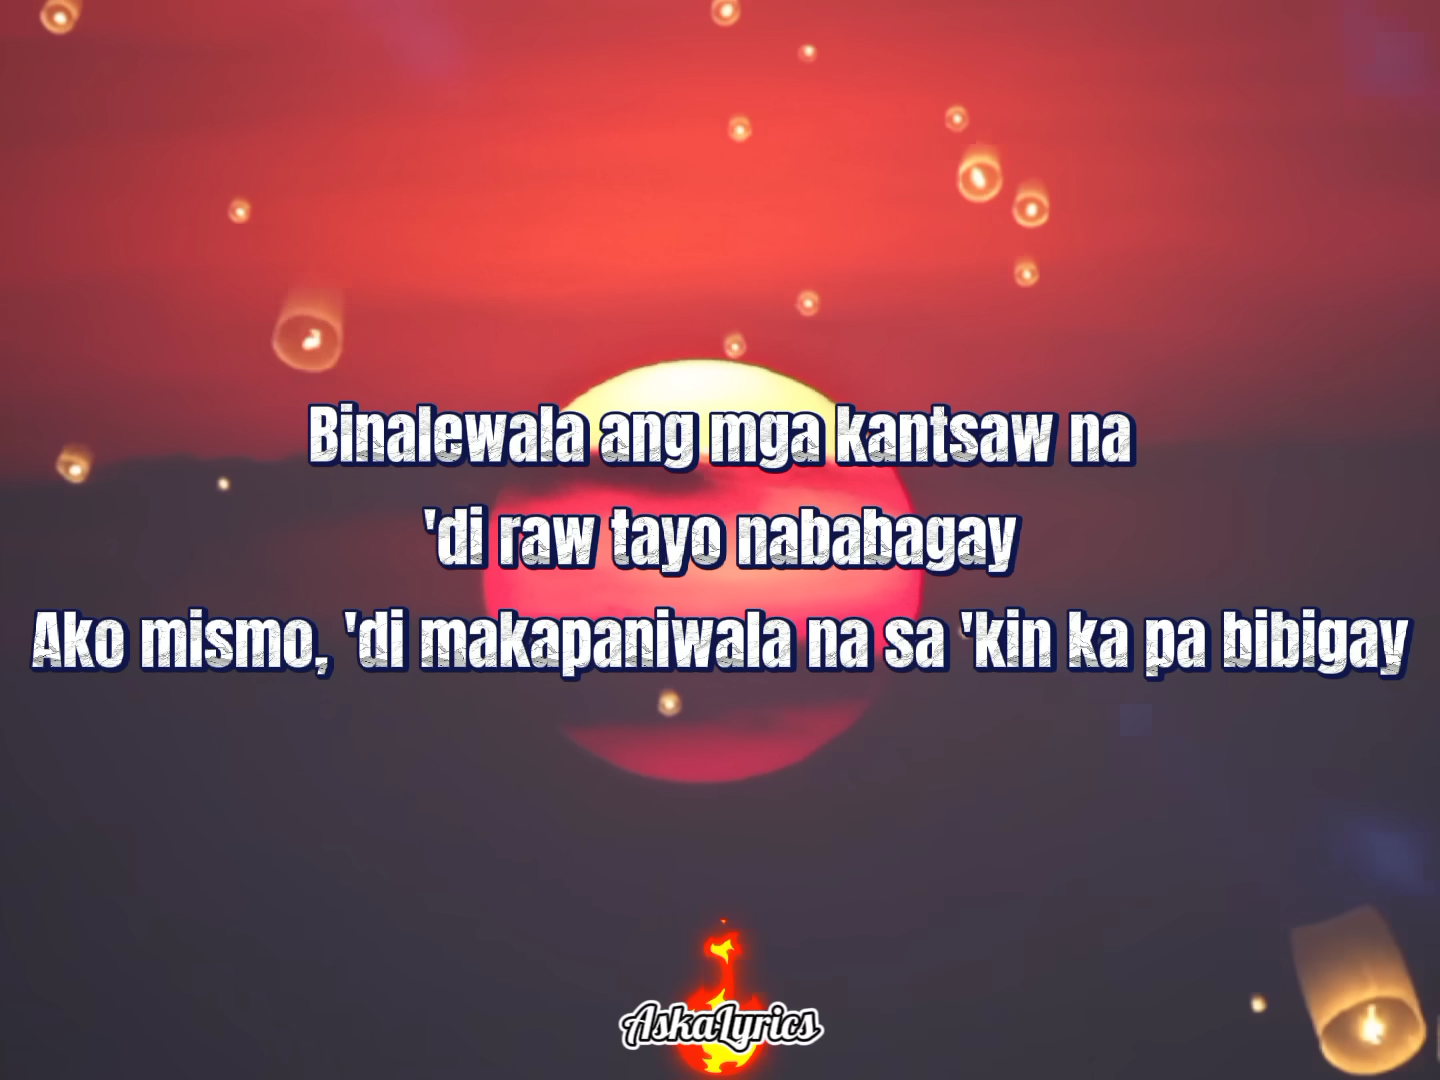 Binalewala ang mga kantsaw na
'di raw tayo nababagay
Ako mismo, 'di makapaniwala na sa 'kin ka pa bibigay
AskaLyrics